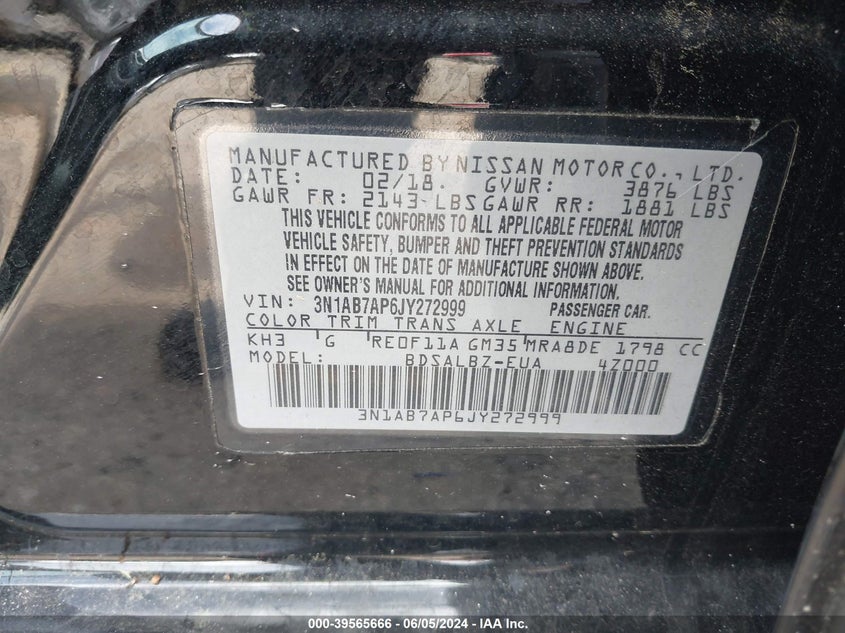 MANUFACTURED BY NISSAN MOTOR CO., LTD.
DATE: 02/18. GVWR: 3876 LBS
GAWR FR: 2143 LBS GAWR RR: 1881 LBS
THIS VEHICLE CONFORMS TO ALL APPLICABLE FEDERAL MOTOR
VEHICLE SAFETY, BUMPER AND THEFT PREVENTION STANDARDS
IN EFFECT ON THE DATE OF MANUFACTURE SHOWN ABOVE.
SEE OWNER'S MANUAL FOR ADDITIONAL INFORMATION.
VIN: 3N1AB7AP6JY272999 PASSENGER CAR.
COLOR TRIM TRANS AXLE ENGINE
KH3 G RE0F11A GM35 MRA8DE 1798 CC
MODEL: BDSALBZ-EUA 4Z000
3N1AB7AP6JY272999
000-39565666 - 06/05/2024 - IAAI.com